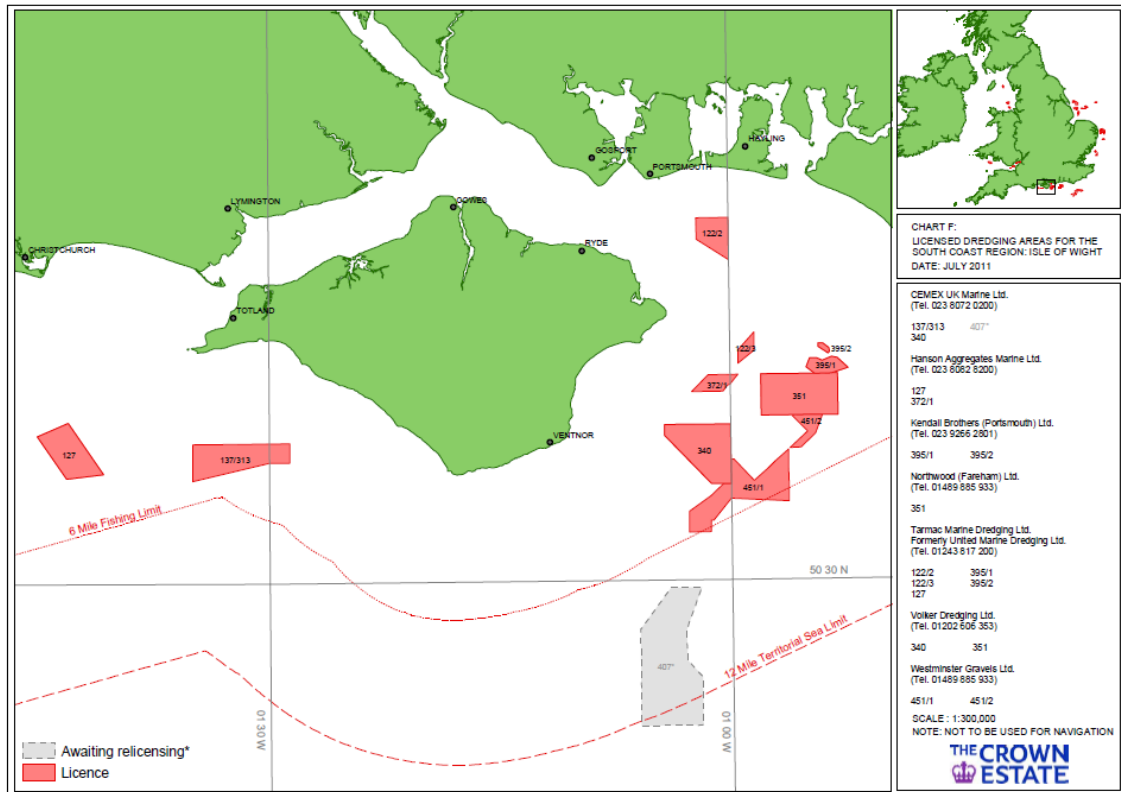 GOSPORT
HAYLING
PORTSMOUTH
LYMINGTON
COWES
122/2
CHRISTCHURCH
RYDE
TOTLAND
122/3
395/2
395/1
372/1
351
451/2
VENTNOR
340
127
137/313
451/1
6 Mile Fishing Limit
50 30 N
407*
12 Mile Territorial Sea Limit
01 30 W
01 00 W
Awaiting relicensing*
Licence
CHART F:
LICENSED DREDGING AREAS FOR THE
SOUTH COAST REGION: ISLE OF WIGHT
DATE: JULY 2011
CEMEX UK Marine Ltd.
(Tel. 023 8072 0200)
137/313 407*
340
Hanson Aggregates Marine Ltd.
(Tel. 023 8082 8200)
127
372/1
Kendall Brothers (Portsmouth) Ltd.
(Tel. 023 9266 2801)
395/1 395/2
Northwood (Fareham) Ltd.
(Tel. 01489 885 933)
351
Tarmac Marine Dredging Ltd.
Formerly United Marine Dredging Ltd.
(Tel. 01243 817 200)
122/2 395/1
122/3 395/2
127
Volker Dredging Ltd.
(Tel. 01202 606 353)
340 351
Westminster Gravels Ltd.
(Tel. 01489 885 933)
451/1 451/2
SCALE : 1:300,000
NOTE: NOT TO BE USED FOR NAVIGATION
THE CROWN
ESTATE